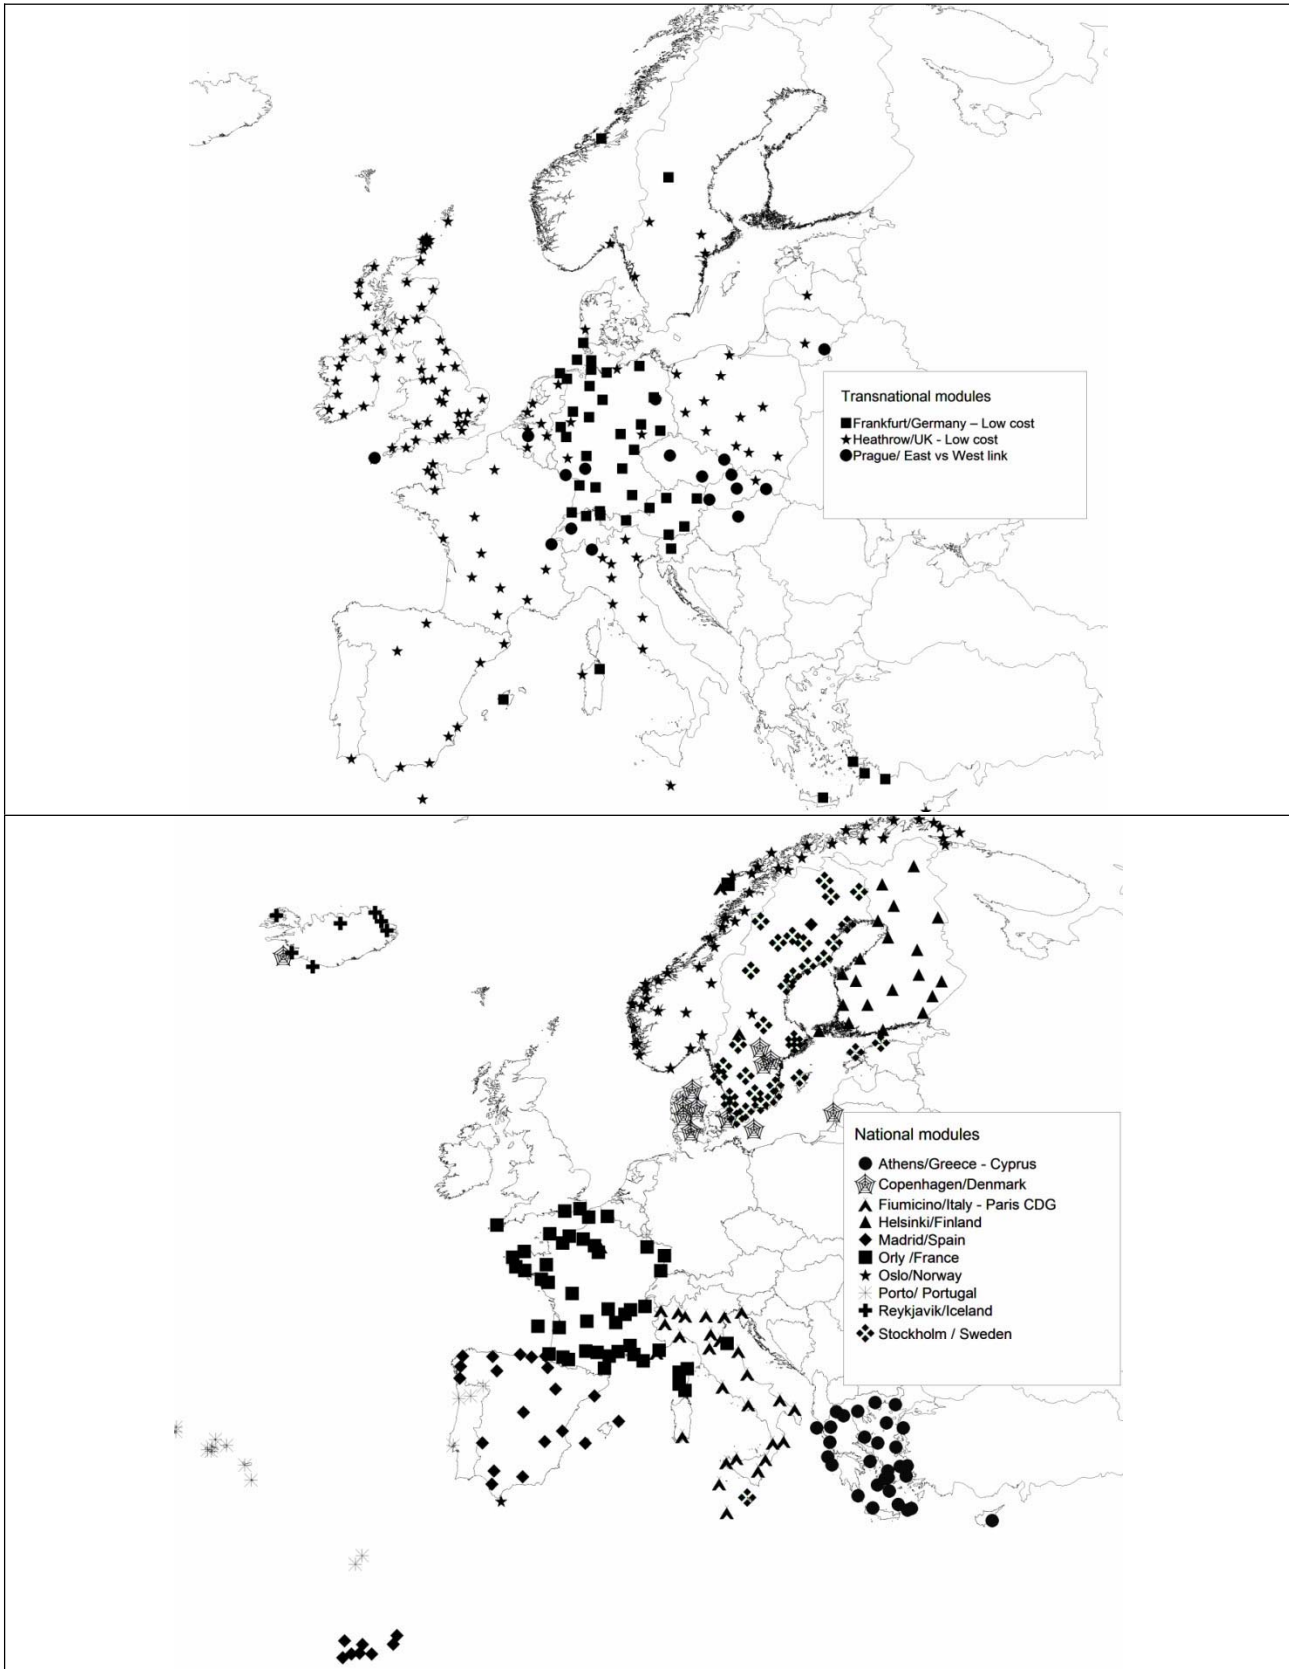 Transnational modules
Frankfurt/Germany – Low cost
Heathrow/UK - Low cost
Prague/ East vs West link
National modules
Athens/Greece - Cyprus
Copenhagen/Denmark
Fiumicino/Italy - Paris CDG
Helsinki/Finland
Madrid/Spain
Orly /France
Oslo/Norway
Porto/ Portugal
Reykjavik/Iceland
Stockholm / Sweden